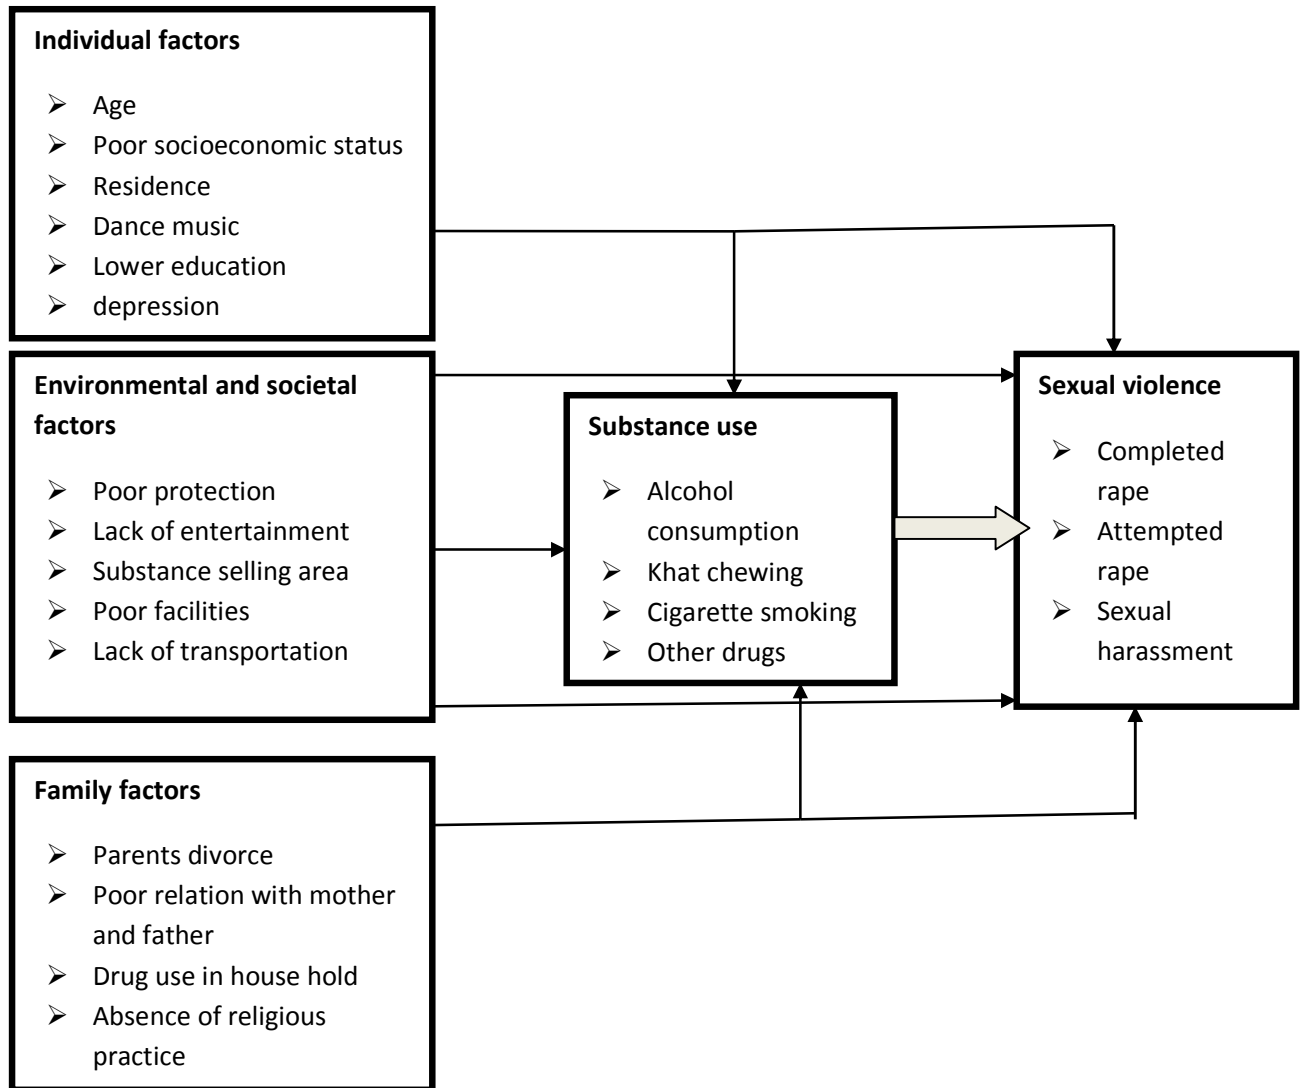 Individual factors
➢ Age
➢ Poor socioeconomic status
➢ Residence
➢ Dance music
➢ Lower education
➢ depression
Environmental and societal
factors
➢ Poor protection
➢ Lack of entertainment
➢ Substance selling area
➢ Poor facilities
➢ Lack of transportation
Family factors
➢ Parents divorce
➢ Poor relation with mother
and father
➢ Drug use in house hold
➢ Absence of religious
practice
Substance use
➢ Alcohol
consumption
➢ Khat chewing
➢ Cigarette smoking
➢ Other drugs
Sexual violence
➢ Completed
rape
➢ Attempted
rape
➢ Sexual
harassment